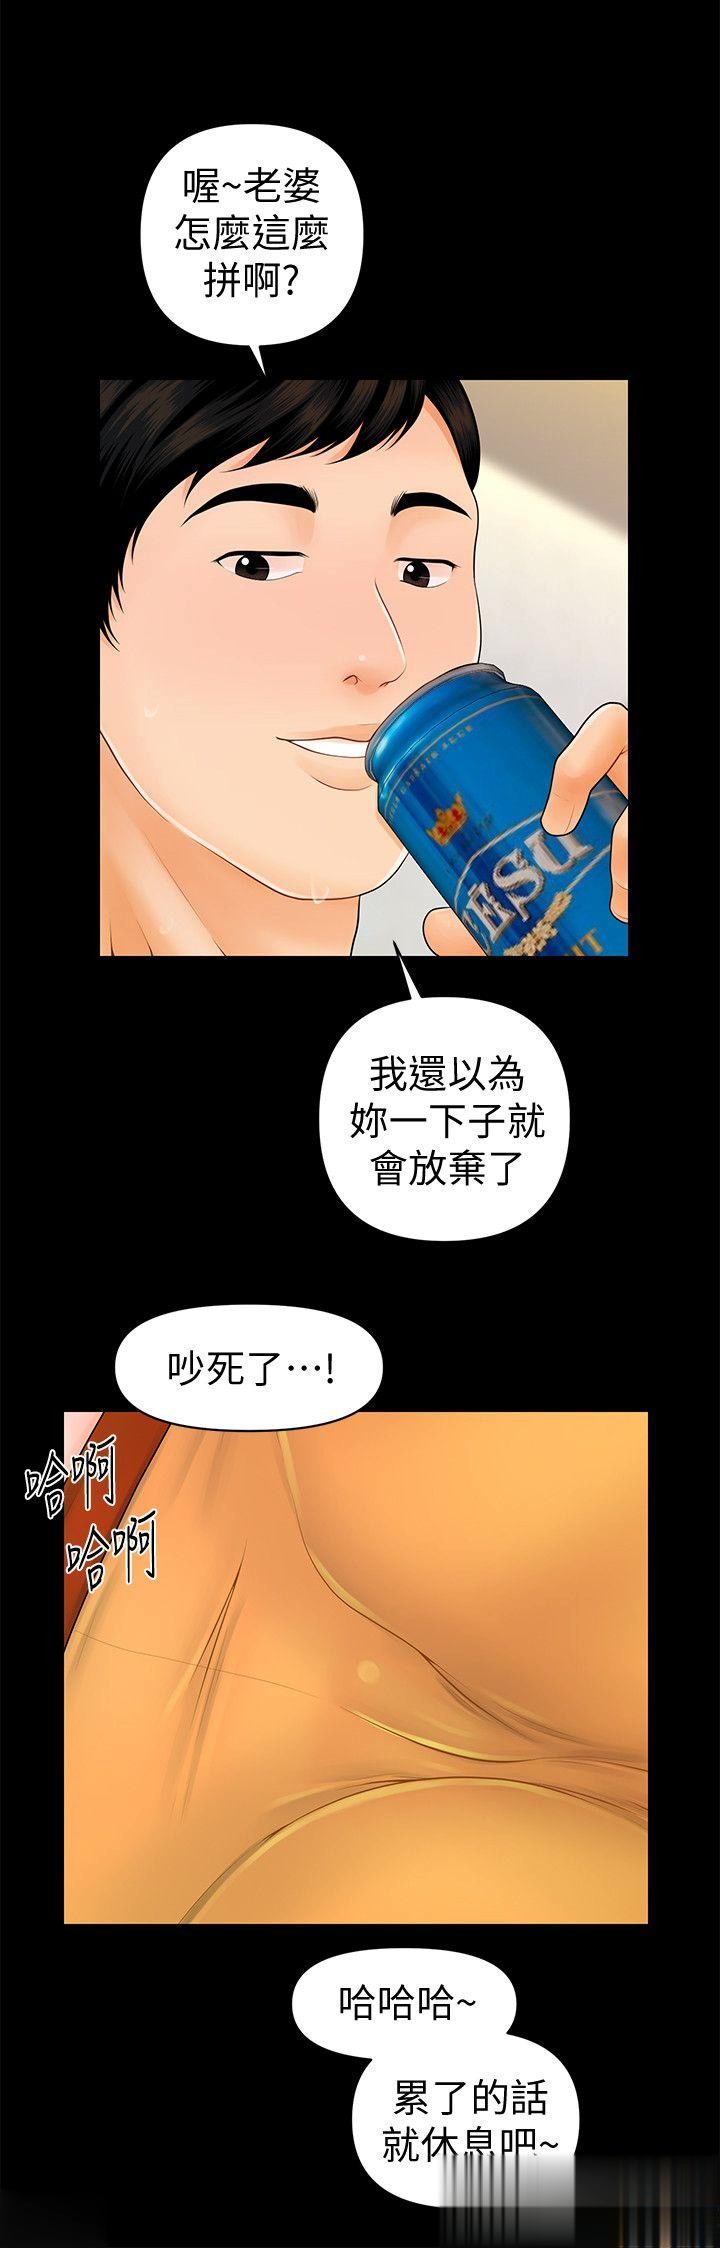 喔~老婆
怎麼這麼
拼啊?
ÉSU
我還以為
妳一下子就
會放棄了
吵死了⋯!
哈啊
哈啊
哈哈哈~
累了的話
就休息吧~